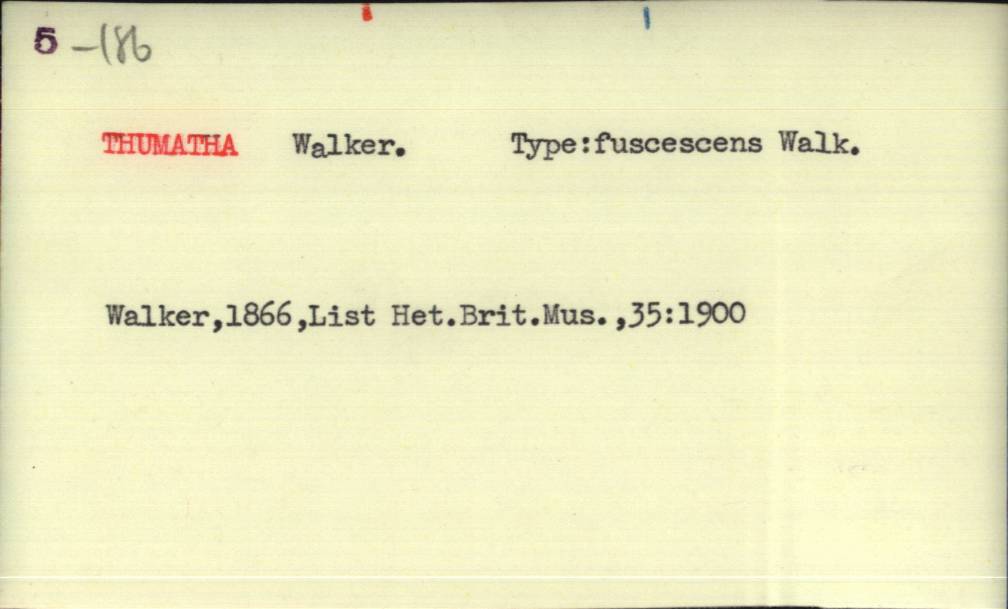 5 -186
THUMATHA Walker. Type:fuscescens Walk.
Walker,1866,List Het.Brit.Mus.,35:1900